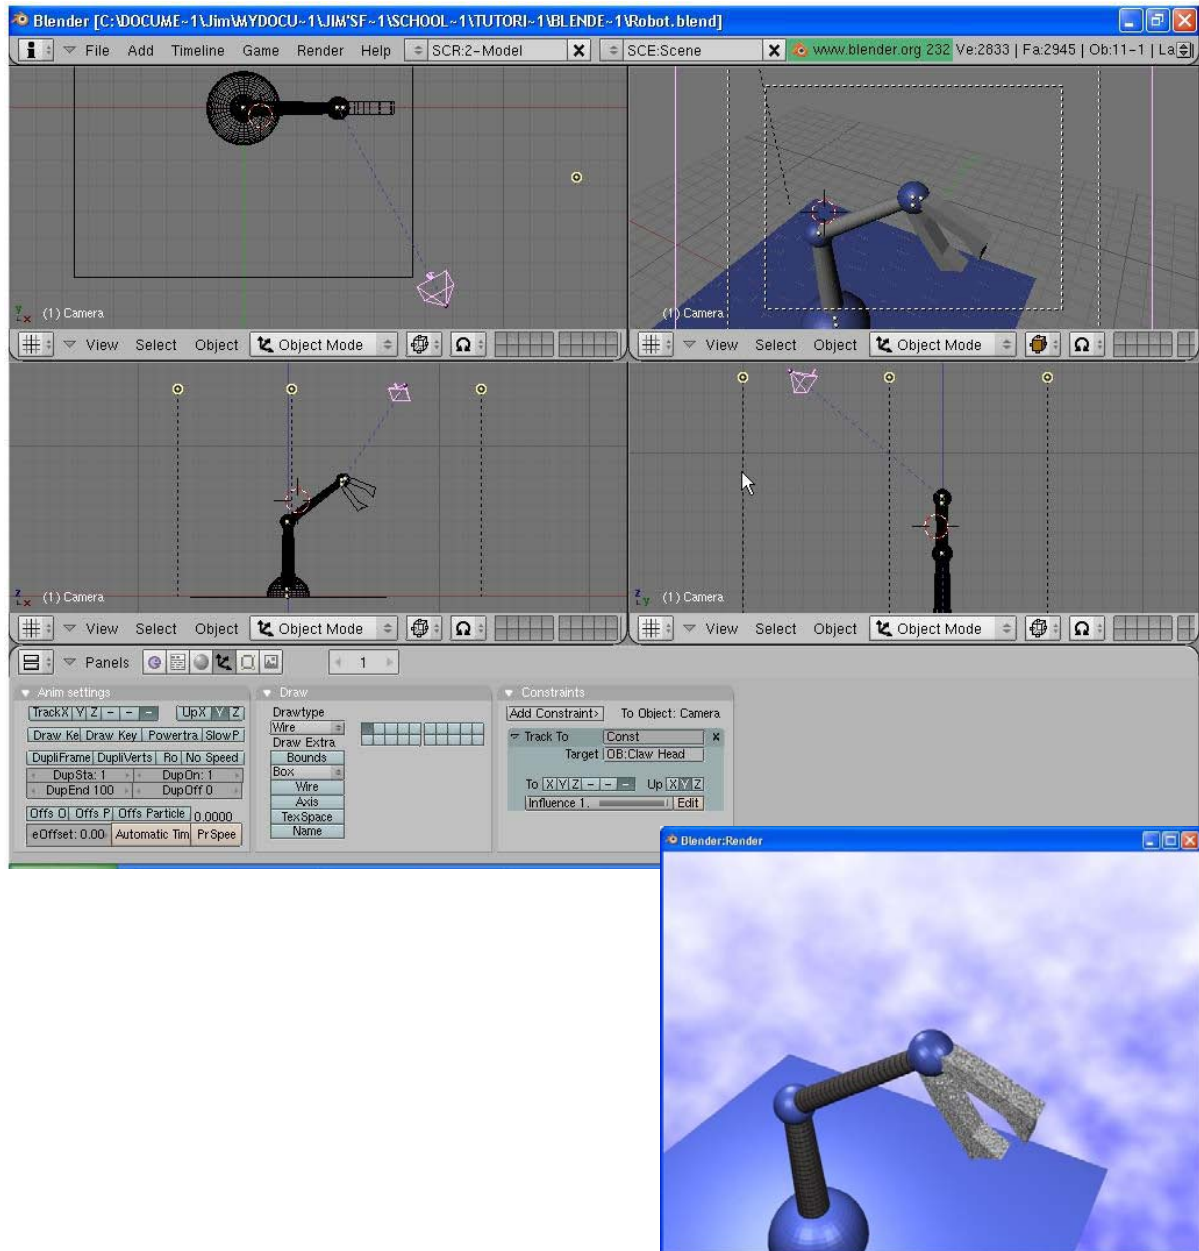 Blender [C:\DOCUME~1\Jim\MYDOCU~1\JIM'SF~1\SCHOOL~1\TUTORI~1\BLENDE~1\Robot.blend]
File Add Timeline Game Render Help SCR:2-Model X SCE:Scene X www.blender.org 232 Ve:2833 | Fa:2945 | Ob:11-1 | La
(1) Camera
(1) Camera
View Select Object Object Mode
View Select Object Object Mode
(1) Camera
(1) Camera
View Select Object Object Mode
View Select Object Object Mode
Panels 1
Anim settings
TrackX Y Z - - - UpX Y Z
Draw Ke Draw Key Powertra SlowP
DupliFrame DupliVerts Ro No Speed
DupSta: 1 DupOn: 1
DupEnd 100 DupOff 0
Offs O Offs P Offs Particle 0.0000
eOffset: 0.00 Automatic Tim PrSpee
Draw
Drawtype
Wire
Draw Extra
Bounds
Box
Wire
Axis
TexSpace
Name
Constraints
Add Constraint> To Object: Camera
Track To Const x
Target OB:Claw Head
To X Y Z - - - Up X Y Z
Influence 1. Edit
Blender:Render